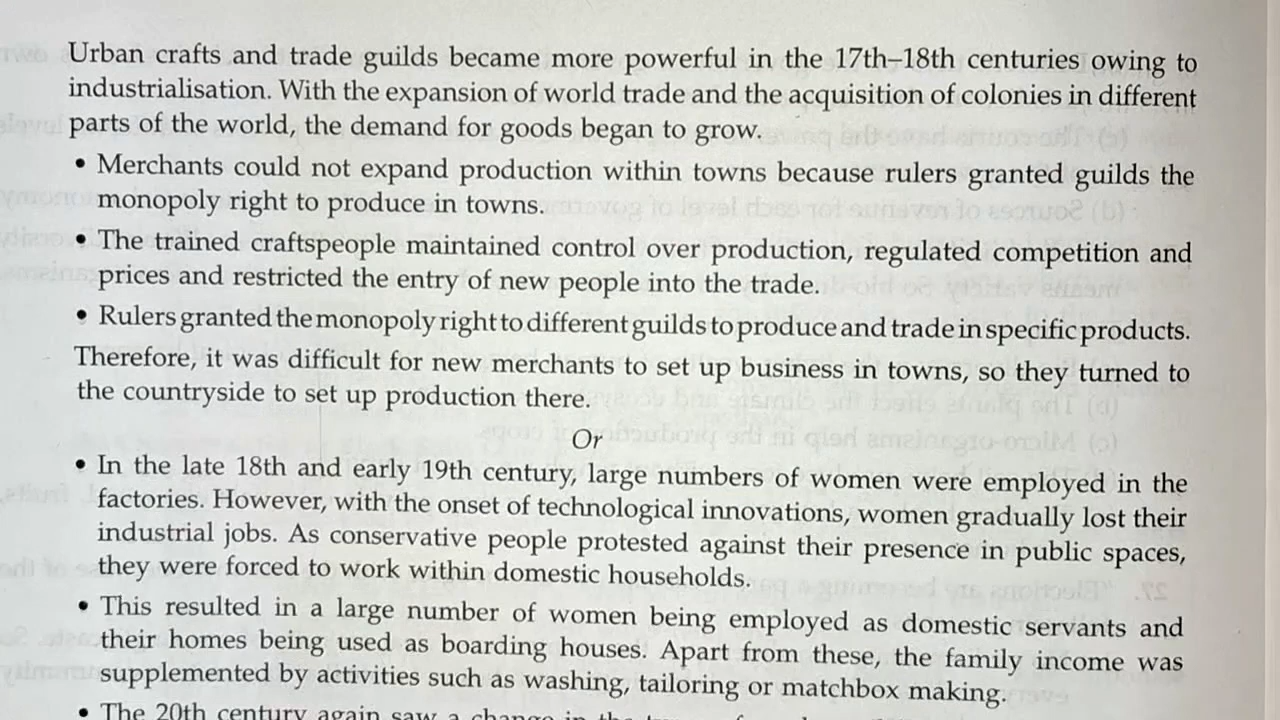 Urban crafts and trade guilds became more powerful in the 17th–18th centuries owing to
industrialisation. With the expansion of world trade and the acquisition of colonies in different
parts of the world, the demand for goods began to grow.
• Merchants could not expand production within towns because rulers granted guilds the
monopoly right to produce in towns.
• The trained craftspeople maintained control over production, regulated competition and
prices and restricted the entry of new people into the trade.
• Rulers granted the monopoly right to different guilds to produce and trade in specific products.
Therefore, it was difficult for new merchants to set up business in towns, so they turned to
the countryside to set up production there.
Or
• In the late 18th and early 19th century, large numbers of women were employed in the
factories. However, with the onset of technological innovations, women gradually lost their
industrial jobs. As conservative people protested against their presence in public spaces,
they were forced to work within domestic households.
• This resulted in a large number of women being employed as domestic servants and
their homes being used as boarding houses. Apart from these, the family income was
supplemented by activities such as washing, tailoring or matchbox making.
• The 20th century again saw a change in the